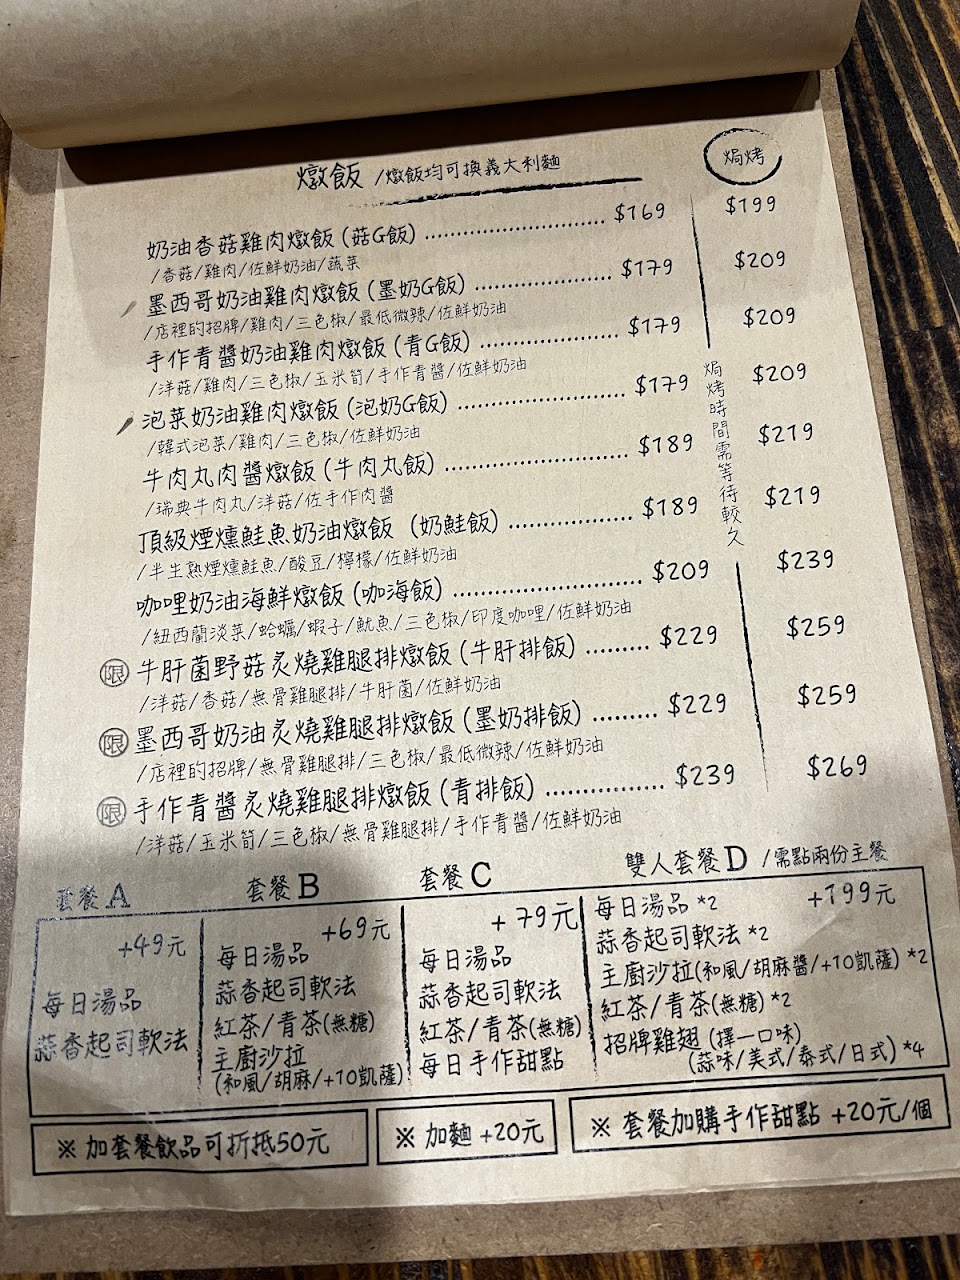 燉飯 /燉飯均可換義大利麵
焗烤
奶油香菇雞肉燉飯(菇G飯) $169 $199
/香菇/雞肉/佐鮮奶油/蔬菜
墨西哥奶油雞肉燉飯(墨奶G飯) $179 $209
/店裡的招牌/雞肉/三色椒/最低微辣/佐鮮奶油
手作青醬奶油雞肉燉飯(青G飯) $179 $209
/洋菇/雞肉/三色椒/玉米筍/手作青醬/佐鮮奶油
泡菜奶油雞肉燉飯(泡奶G飯) $179 $209
/韓式泡菜/雞肉/三色椒/佐鮮奶油
牛肉丸肉醬燉飯(牛肉丸飯) $189 $219
/瑞典牛肉丸/洋菇/佐手作肉醬
頂級煙燻鮭魚奶油燉飯 (奶鮭飯) $189 $219
/半生熟煙燻鮭魚/酸豆/檸檬/佐鮮奶油
咖哩奶油海鮮燉飯(咖海飯) $209 $239
/紐西蘭淡菜/蛤蠣/蝦子/魷魚/三色椒/印度咖哩/佐鮮奶油
限 牛肝菌野菇炙燒雞腿排燉飯(牛肝排飯) $229 $259
/洋菇/香菇/無骨雞腿排/牛肝菌/佐鮮奶油
限 墨西哥奶油炙燒雞腿排燉飯(墨奶排飯) $229 $259
/店裡的招牌/無骨雞腿排/三色椒/最低微辣/佐鮮奶油
限 手作青醬炙燒雞腿排燉飯(青排飯) $239 $269
/洋菇/玉米筍/三色椒/無骨雞腿排/手作青醬/佐鮮奶油
焗烤時間需等待較久
套餐 A
+49元
每日湯品
蒜香起司軟法
套餐 B
+69元
每日湯品
蒜香起司軟法
紅茶/青茶(無糖)
主廚沙拉
(和風/胡麻/+10凱薩)
套餐 C
+79元
每日湯品
蒜香起司軟法
紅茶/青茶(無糖)
每日手作甜點
雙人套餐 D /需點兩份主餐
每日湯品*2 +199元
蒜香起司軟法*2
主廚沙拉(和風/胡麻醬/+10凱薩)*2
紅茶/青茶(無糖)*2
招牌雞翅 (擇一口味)
(蒜味/美式/泰式/日式)*4
※ 加套餐飲品可折抵50元
※ 加麵 +20元
※ 套餐加購手作甜點 +20元/個